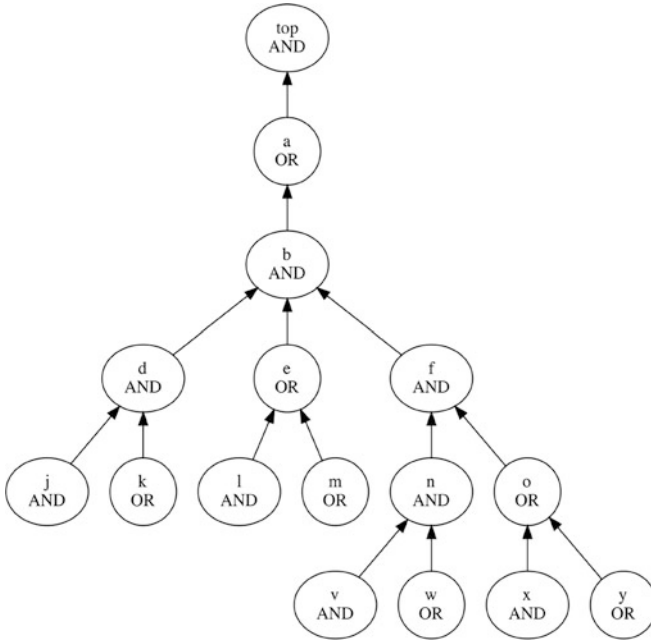 top
AND
a
OR
b
AND
d
AND
e
OR
f
AND
j
AND
k
OR
l
AND
m
OR
n
AND
o
OR
v
AND
w
OR
x
AND
y
OR